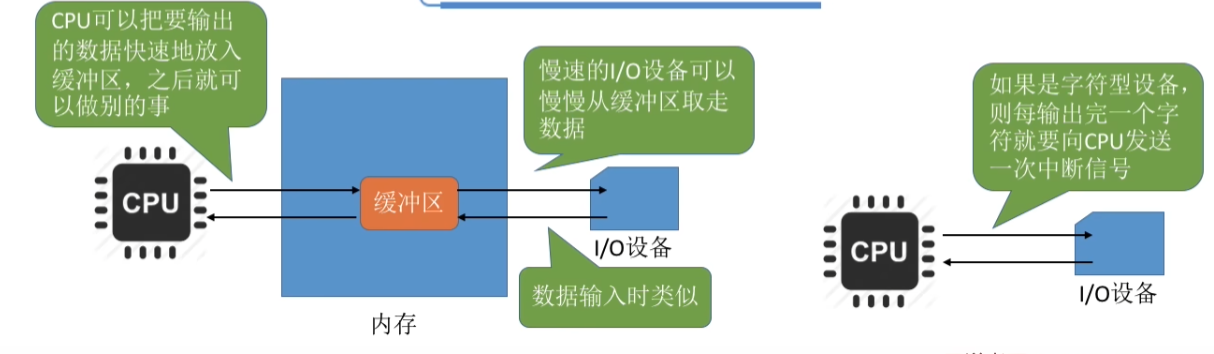 CPU可以把要输出
的数据快速地放入
缓冲区，之后就可
以做别的事
慢速的I/O设备可以
慢慢从缓冲区取走
数据
CPU
缓冲区
I/O设备
数据输入时类似
内存
如果是字符型设备，
则每输出完一个字
符就要向CPU发送
一次中断信号
CPU
I/O设备